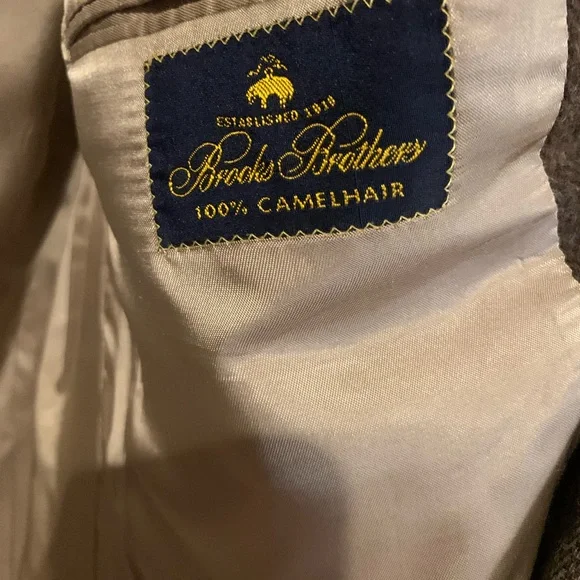 ESTABLISHED 1818
Brooks Brothers
100% CAMELHAIR